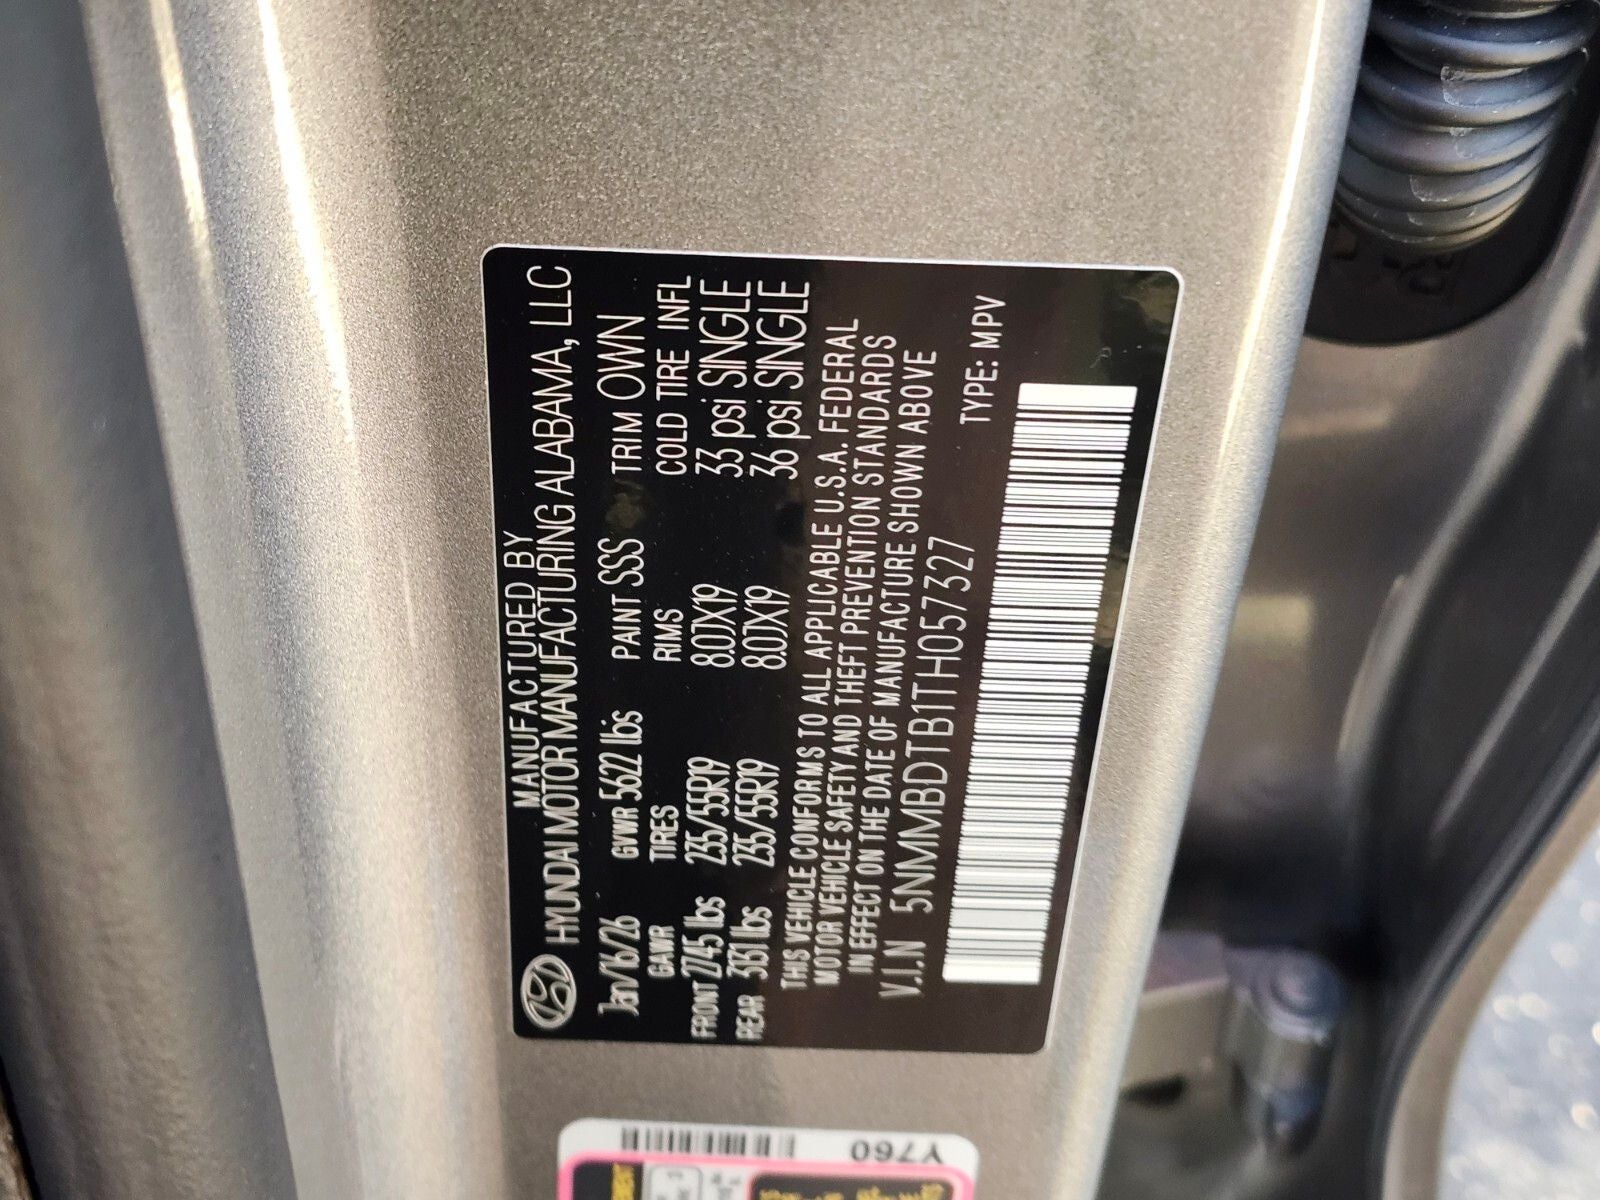 MANUFACTURED BY
HYUNDAI MOTOR MANUFACTURING ALABAMA, LLC
Jan/16/26 GVWR 5622 lbs PAINT SSS TRIM OWN
GAWR TIRES RIMS COLD TIRE INFL
FRONT 2745 lbs 235/55R19 8.0JX19 33 psi SINGLE
REAR 3131 lbs 235/55R19 8.0JX19 36 psi SINGLE
THIS VEHICLE CONFORMS TO ALL APPLICABLE U.S.A. FEDERAL
MOTOR VEHICLE SAFETY AND THEFT PREVENTION STANDARDS
IN EFFECT ON THE DATE OF MANUFACTURE SHOWN ABOVE
V.I.N 5NMMBDTB1TH057327
TYPE: MPV
Y760